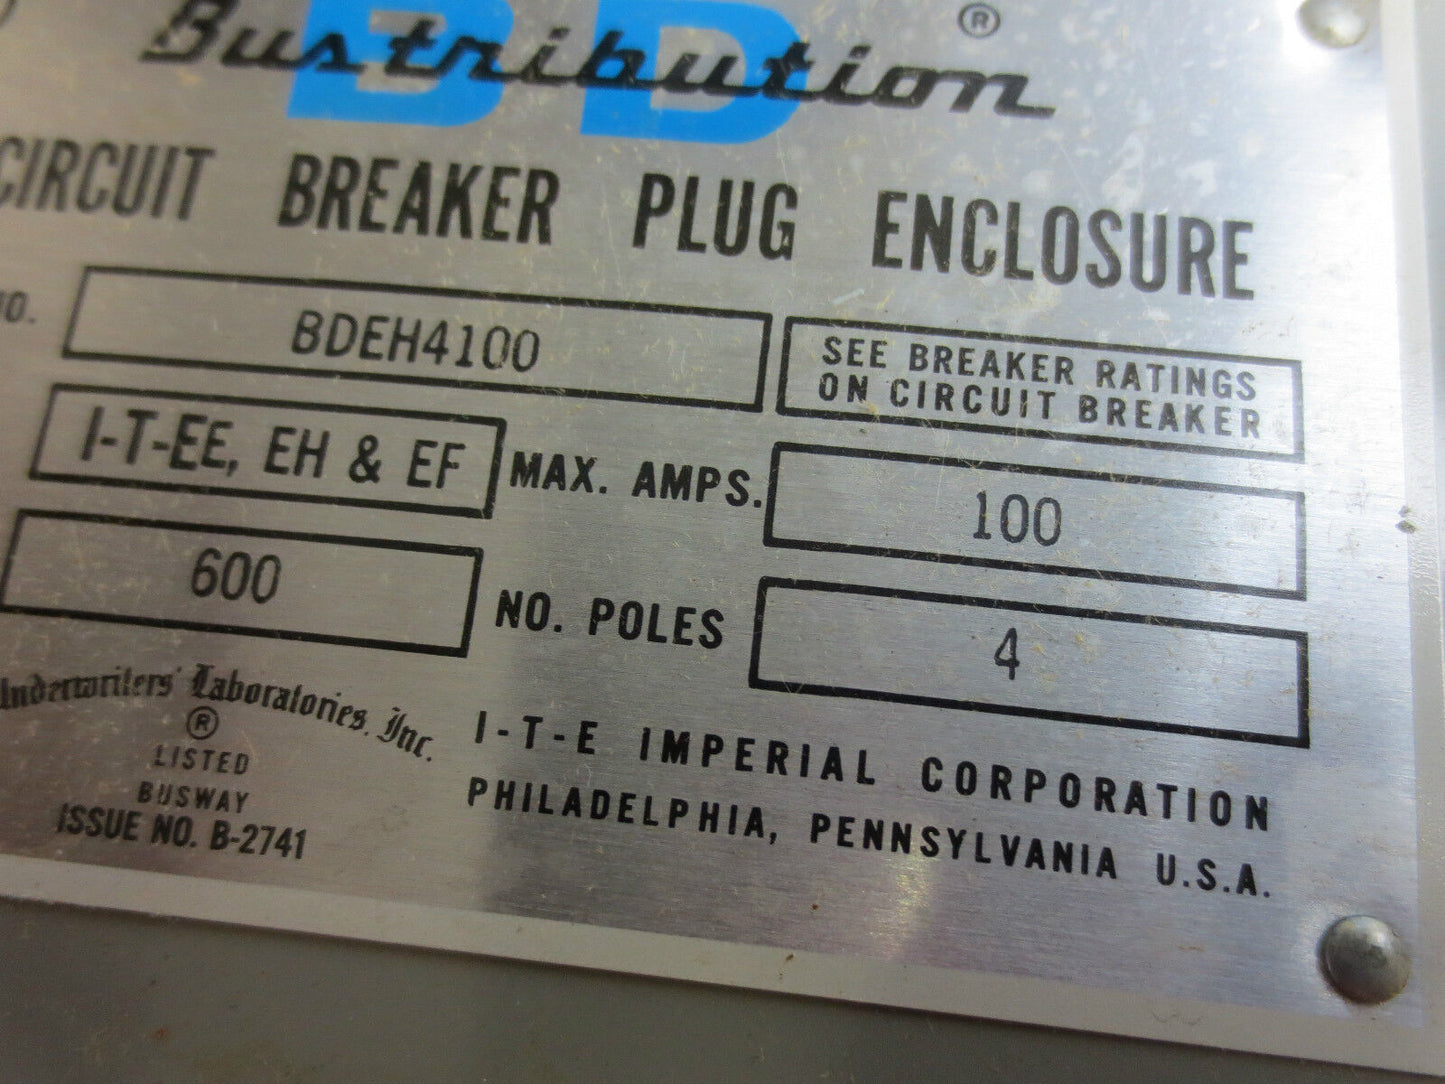 BD
Bustribution ®
CIRCUIT BREAKER PLUG ENCLOSURE
NO. BDEH4100
SEE BREAKER RATINGS
ON CIRCUIT BREAKER
I-T-EE, EH & EF MAX. AMPS. 100
600 NO. POLES 4
Underwriters' Laboratories, Inc.
®
LISTED
BUSWAY
ISSUE NO. B-2741
I-T-E IMPERIAL CORPORATION
PHILADELPHIA, PENNSYLVANIA U.S.A.